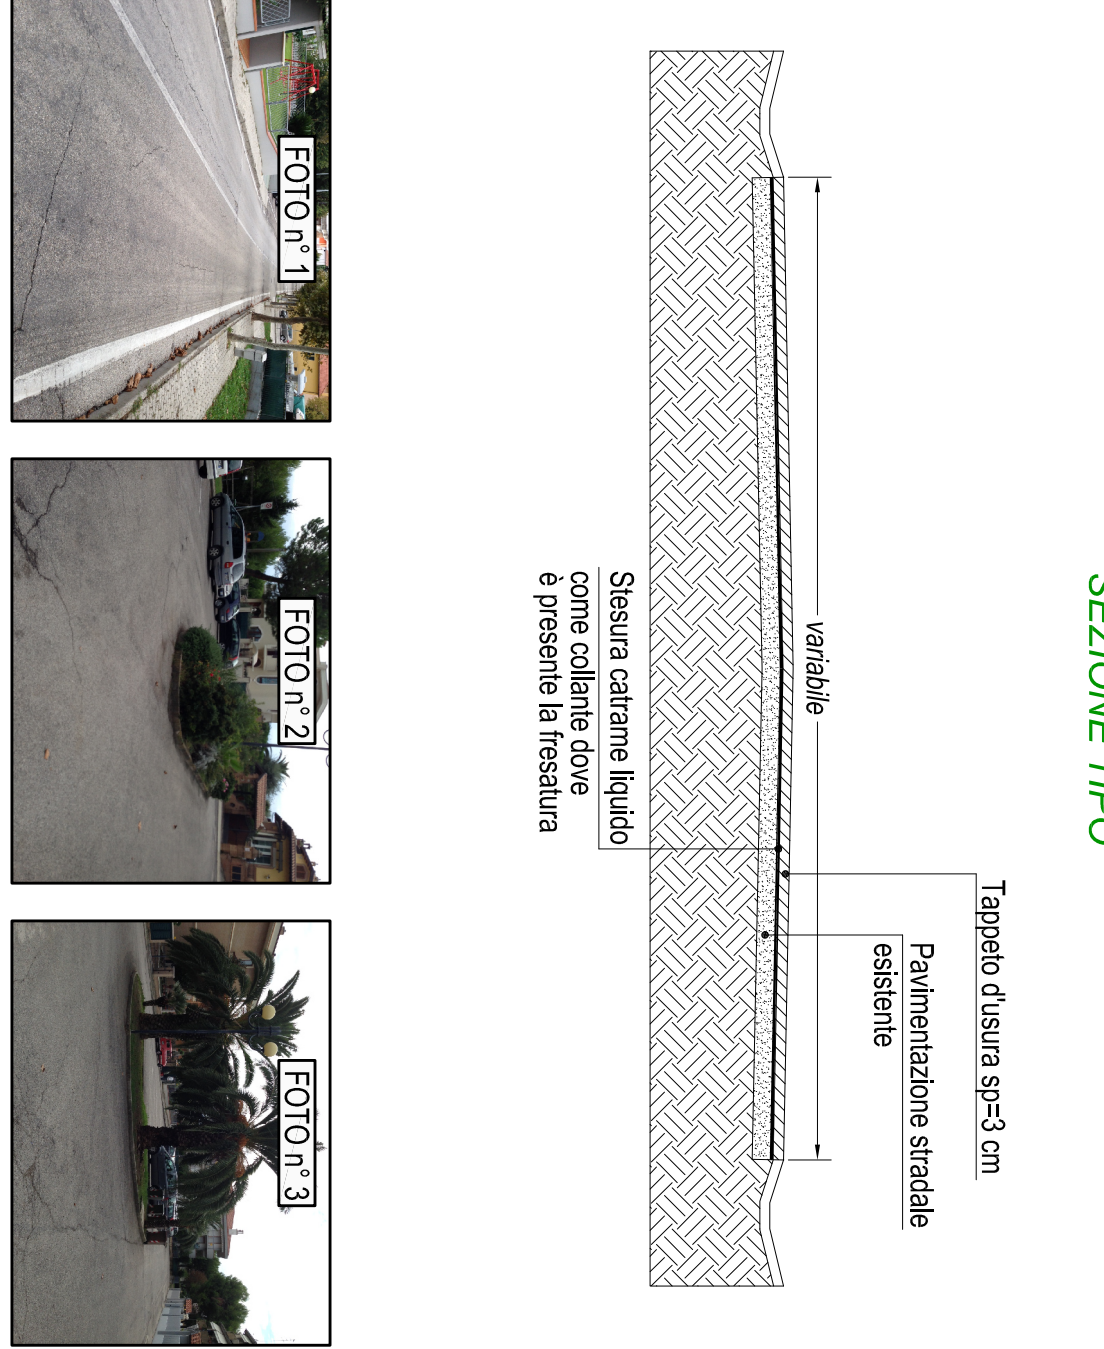 SEZIONE TIPO
Tappeto d'usura sp=3 cm
Pavimentazione stradale
esistente
variabile
Stesura catrame liquido
come collante dove
è presente la fresatura
FOTO n° 1
FOTO n° 2
FOTO n° 3